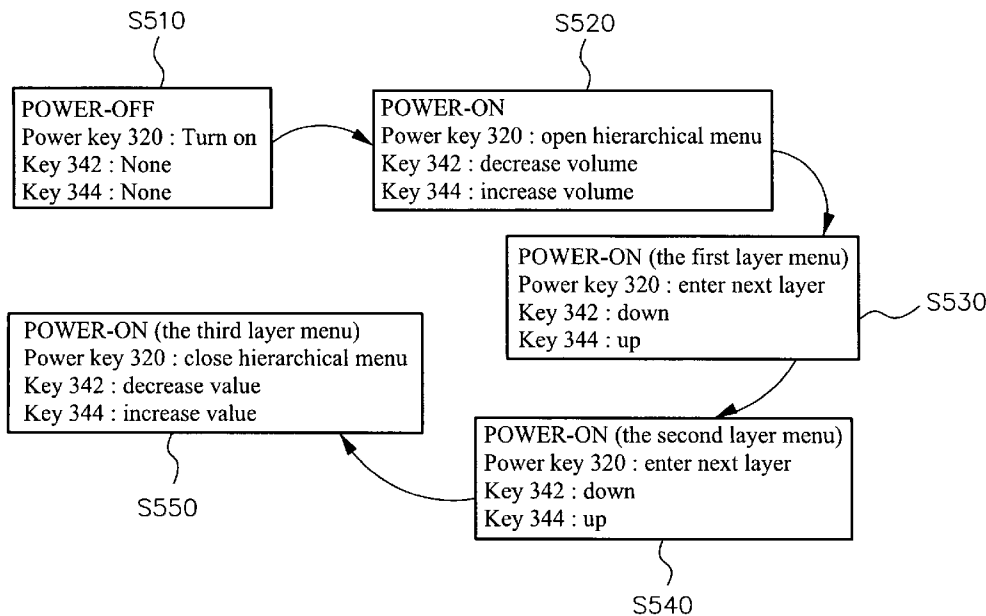 S510
POWER-OFF
Power key 320 : Turn on
Key 342 : None
Key 344 : None
S520
POWER-ON
Power key 320 : open hierarchical menu
Key 342 : decrease volume
Key 344 : increase volume
POWER-ON (the first layer menu)
Power key 320 : enter next layer
Key 342 : down
Key 344 : up
S530
POWER-ON (the second layer menu)
Power key 320 : enter next layer
Key 342 : down
Key 344 : up
S540
POWER-ON (the third layer menu)
Power key 320 : close hierarchical menu
Key 342 : decrease value
Key 344 : increase value
S550